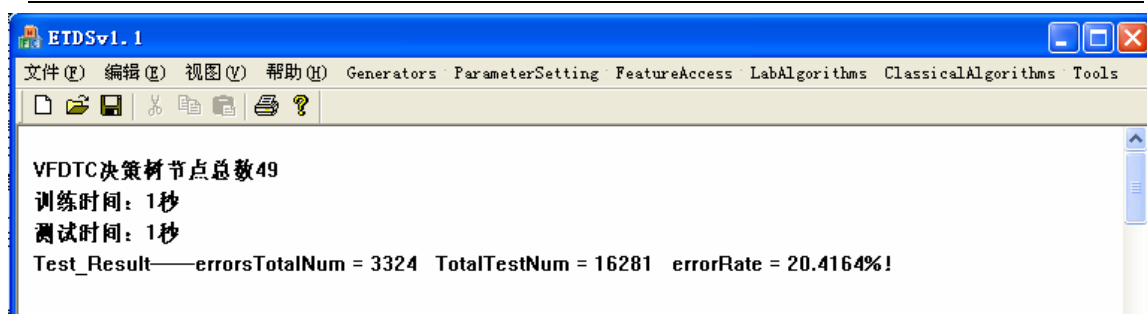 ETDSv1.1
文件(F) 编辑(E) 视图(V) 帮助(H) Generators ParameterSetting FeatureAccess LabAlgorithms ClassicalAlgorithms Tools
VFDTC决策树节点总数49
训练时间：1秒
测试时间：1秒
Test_Result——errorsTotalNum = 3324 TotalTestNum = 16281 errorRate = 20.4164%!